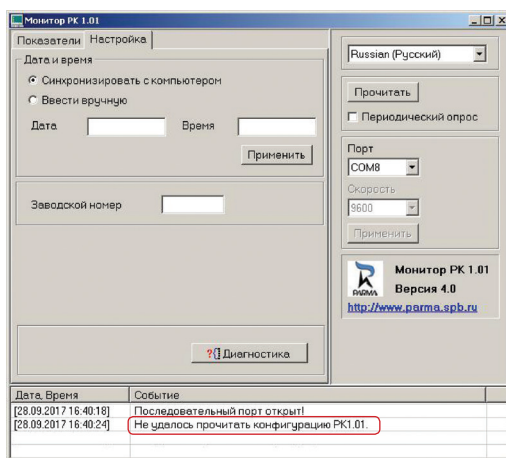 Монитор РК 1.01
Показатели Настройка
Дата и время
Синхронизировать с компьютером
Ввести вручную
Дата Время
Применить
Заводской номер
?{] Диагностика
Russian (Русский)
Прочитать
Периодический опрос
Порт
COM8
Скорость
9600
Применить
PARMA
Монитор РК 1.01
Версия 4.0
http://www.parma.spb.ru
Дата, Время Событие
[28.09.2017 16:40:18] Последовательный порт открыт!
[28.09.2017 16:40:24] Не удалось прочитать конфигурацию РК1.01.